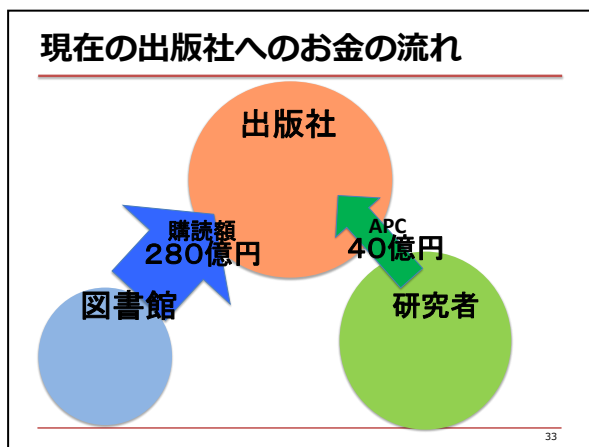 現在の出版社へのお金の流れ
出版社
購読額
280億円
APC
40億円
図書館
研究者
33